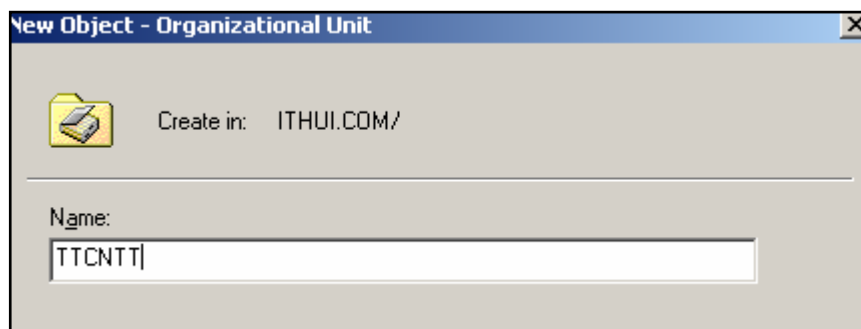 New Object - Organizational Unit
Create in: ITHUI.COM/
Name:
TTCNTT